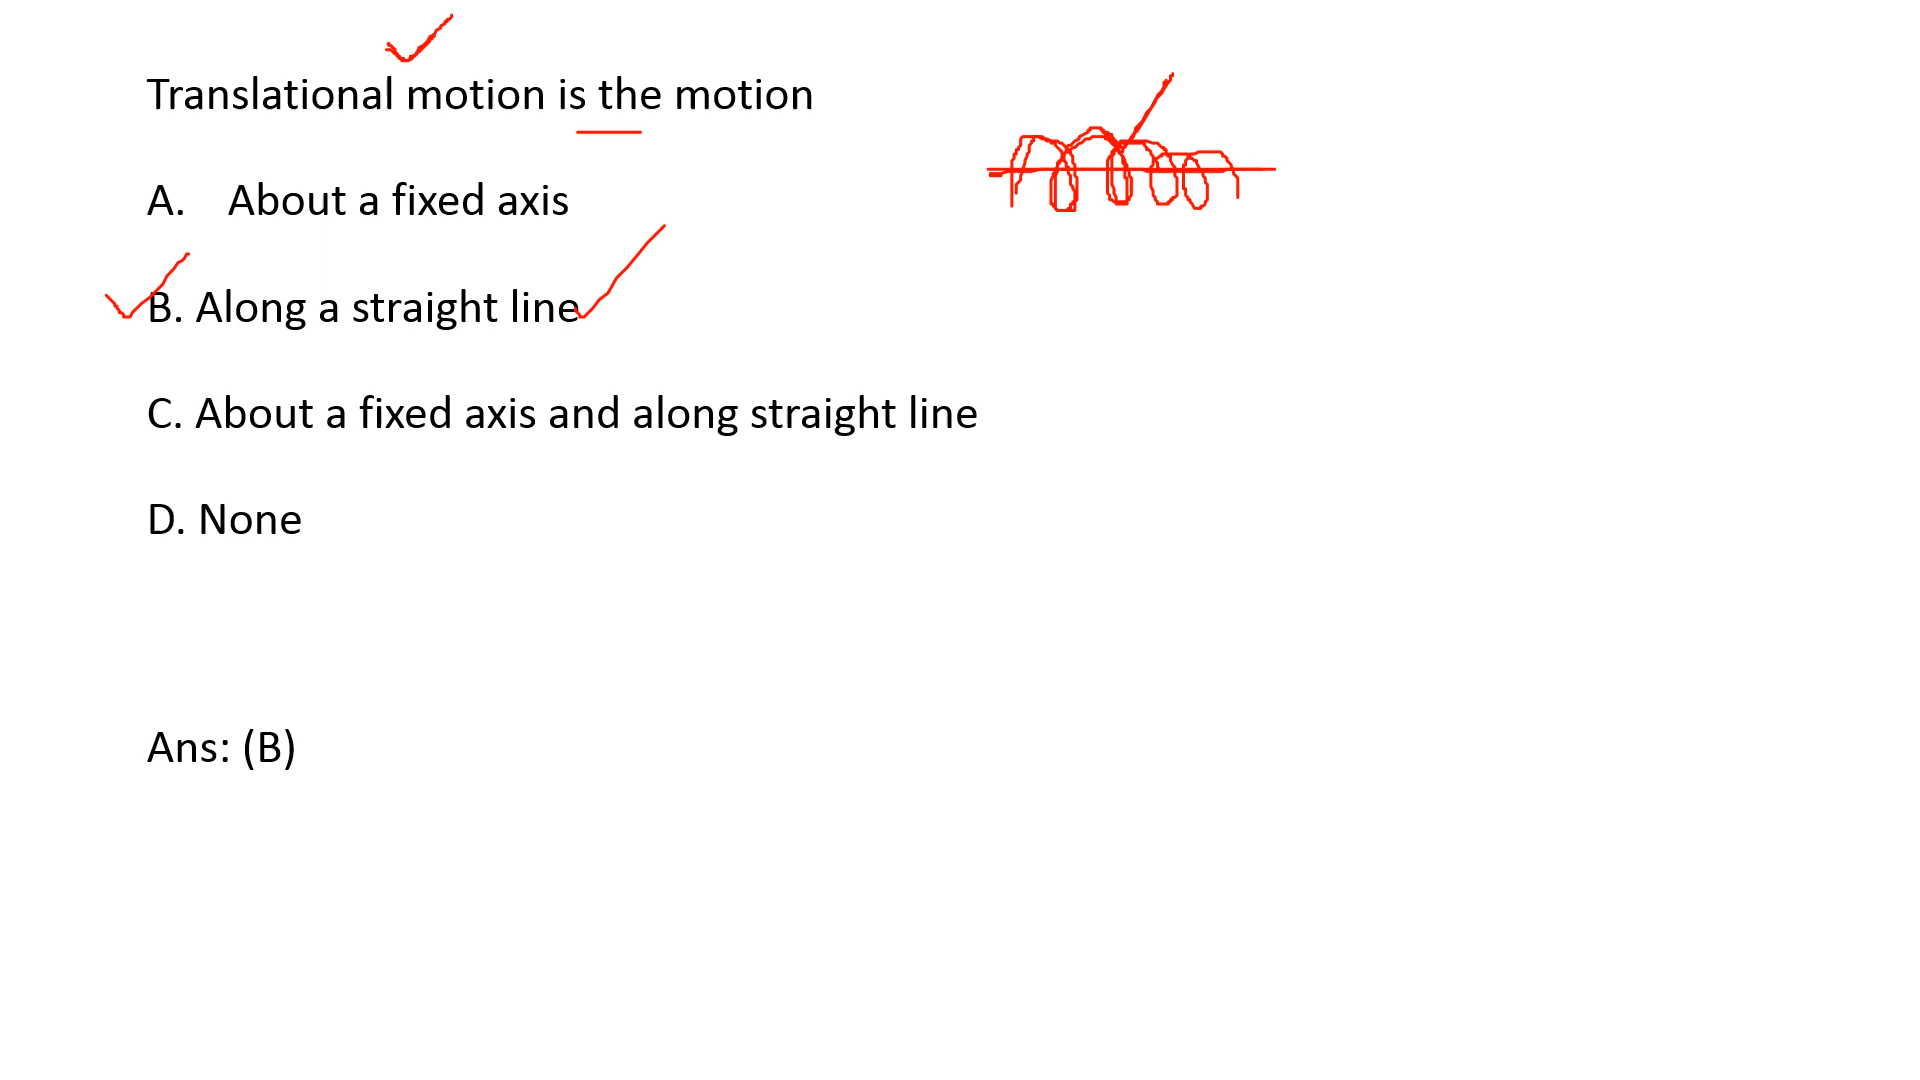 Translational motion is the motion
A. About a fixed axis
B. Along a straight line
C. About a fixed axis and along straight line
D. None
Ans: (B)